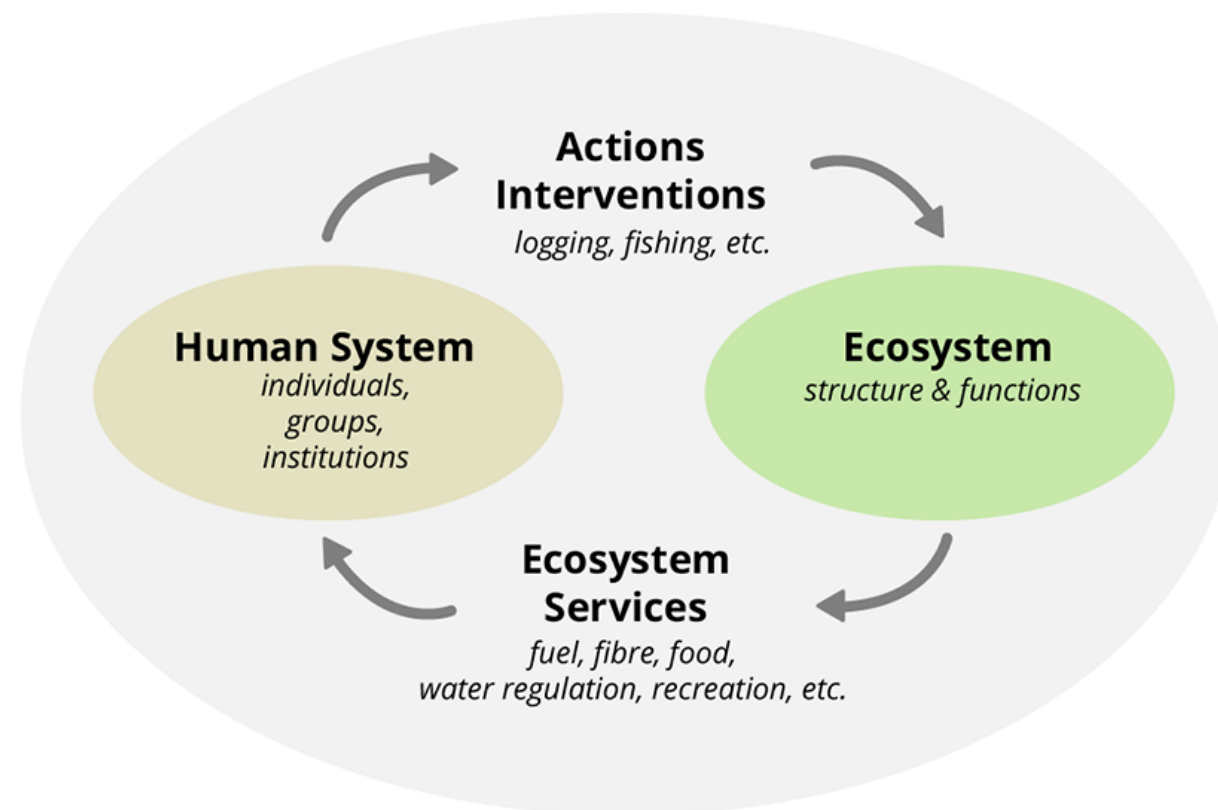 Actions
Interventions
logging, fishing, etc.
Human System
individuals,
groups,
institutions
Ecosystem
structure & functions
Ecosystem
Services
fuel, fibre, food,
water regulation, recreation, etc.